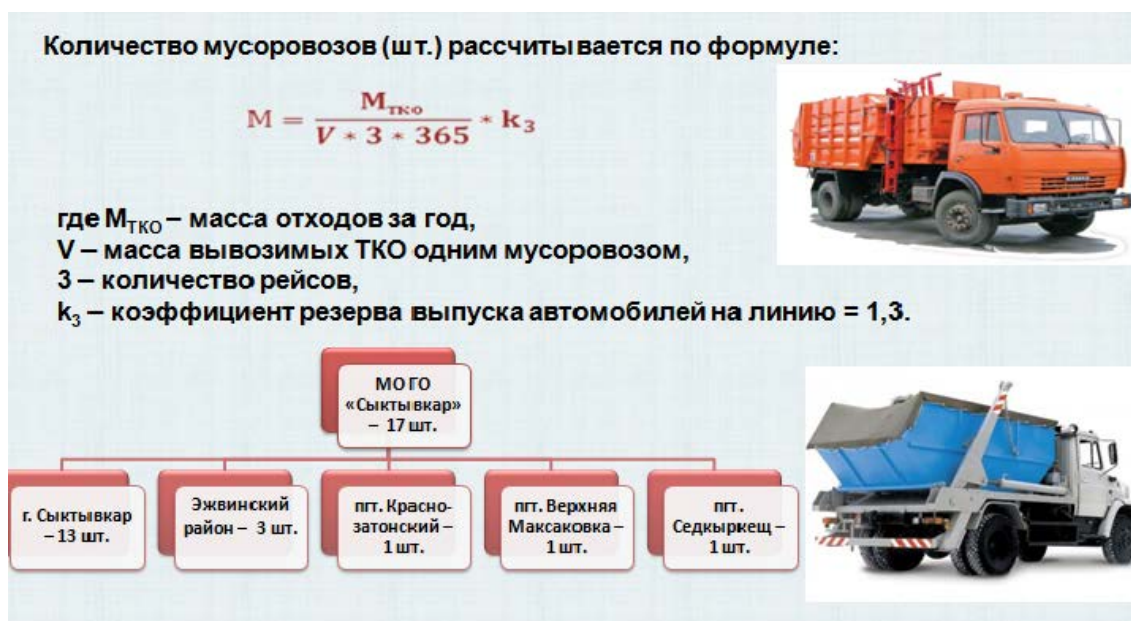 Количество мусоровозов (шт.) рассчитывается по формуле:
М = Мтко / V * 3 * 365 * k3
где МТКО – масса отходов за год,
V – масса вывозимых ТКО одним мусоровозом,
3 – количество рейсов,
k3 – коэффициент резерва выпуска автомобилей на линию = 1,3.
МО ГО
«Сыктывкар»
– 17 шт.
г. Сыктывкар
– 13 шт.
Эжвинский
район – 3 шт.
пгт. Красно-
затонский –
1 шт.
пгт. Верхняя
Максаковка –
1 шт.
пгт.
Седкыркещ –
1 шт.